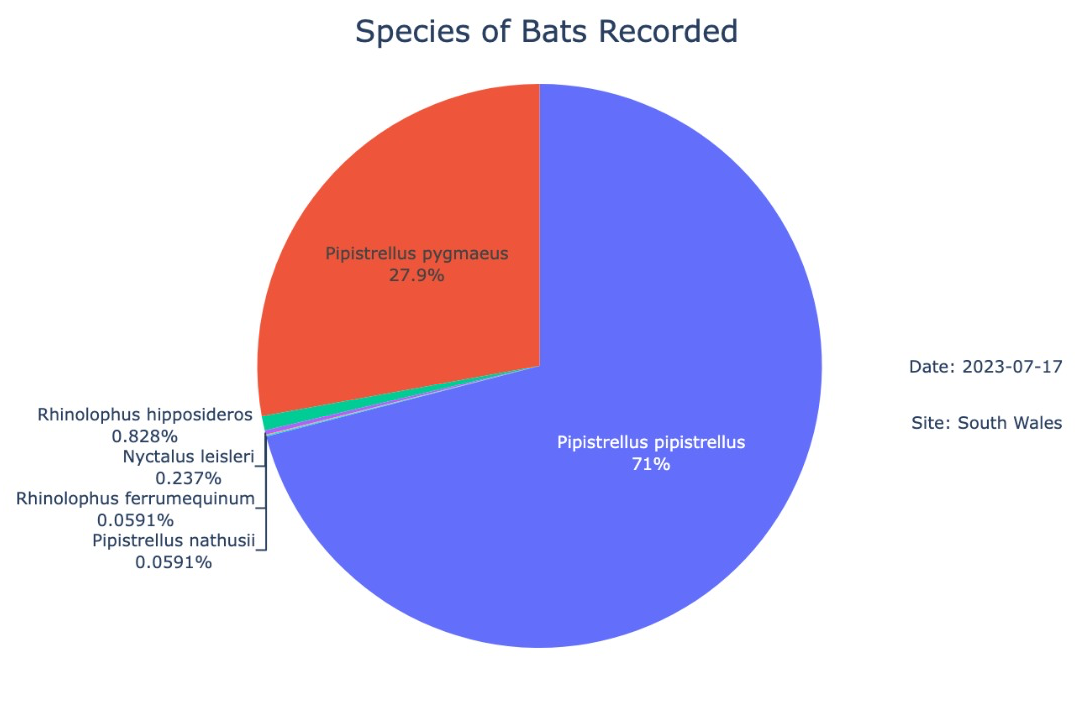 Species of Bats Recorded
Pipistrellus pygmaeus
27.9%
Rhinolophus hipposideros
0.828%
Nyctalus leisleri
0.237%
Rhinolophus ferrumequinum
0.0591%
Pipistrellus nathusii
0.0591%
Pipistrellus pipistrellus
71%
Date: 2023-07-17
Site: South Wales